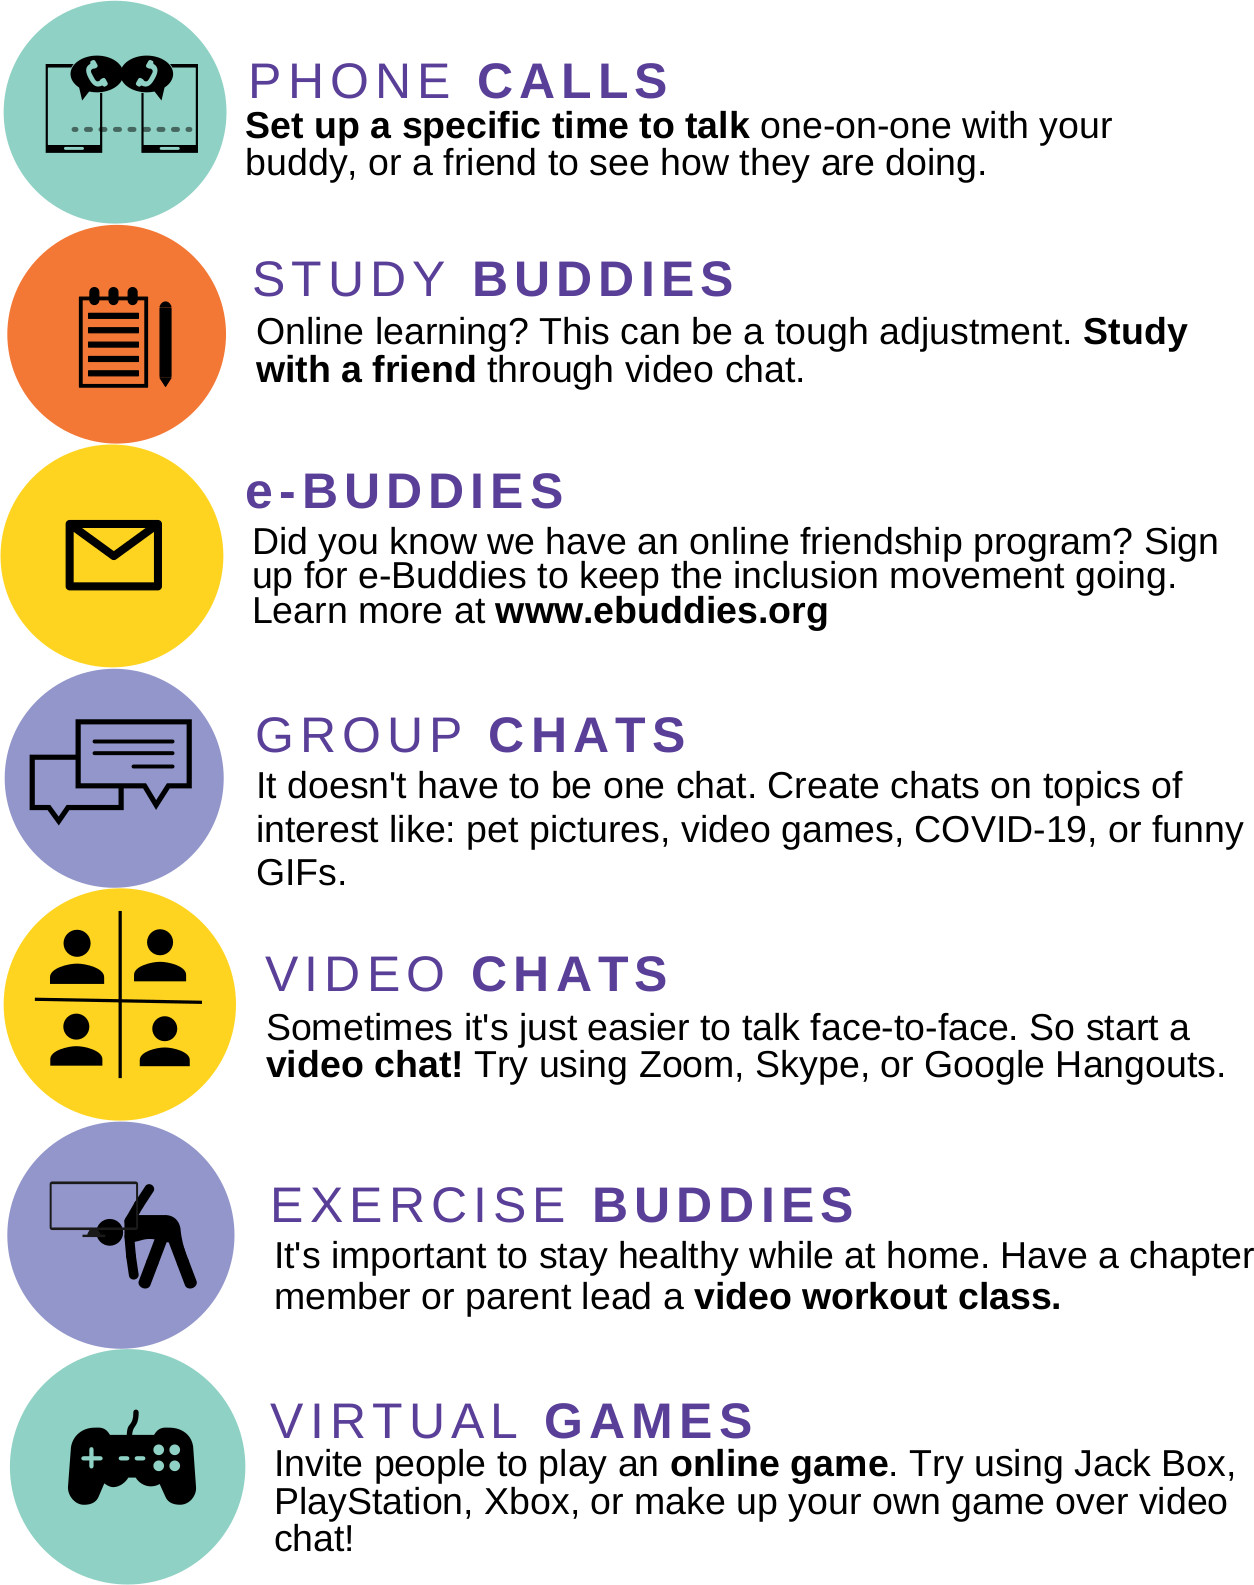 PHONE CALLS
Set up a specific time to talk one-on-one with your
buddy, or a friend to see how they are doing.
STUDY BUDDIES
Online learning? This can be a tough adjustment. Study
with a friend through video chat.
e-BUDDIES
Did you know we have an online friendship program? Sign
up for e-Buddies to keep the inclusion movement going.
Learn more at www.ebuddies.org
GROUP CHATS
It doesn't have to be one chat. Create chats on topics of
interest like: pet pictures, video games, COVID-19, or funny
GIFs.
VIDEO CHATS
Sometimes it's just easier to talk face-to-face. So start a
video chat! Try using Zoom, Skype, or Google Hangouts.
EXERCISE BUDDIES
It's important to stay healthy while at home. Have a chapter
member or parent lead a video workout class.
VIRTUAL GAMES
Invite people to play an online game. Try using Jack Box,
PlayStation, Xbox, or make up your own game over video
chat!